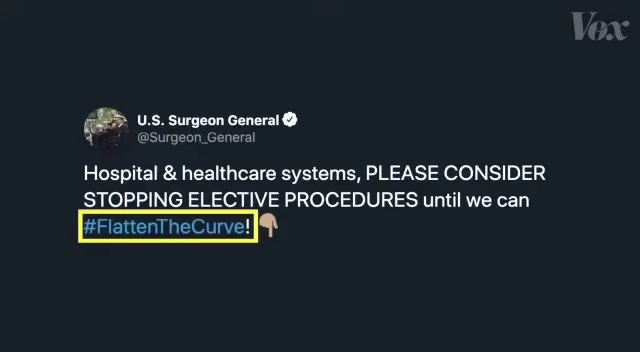 Vox
U.S. Surgeon General
@Surgeon_General
Hospital & healthcare systems, PLEASE CONSIDER
STOPPING ELECTIVE PROCEDURES until we can
#FlattenTheCurve! 👇🏽